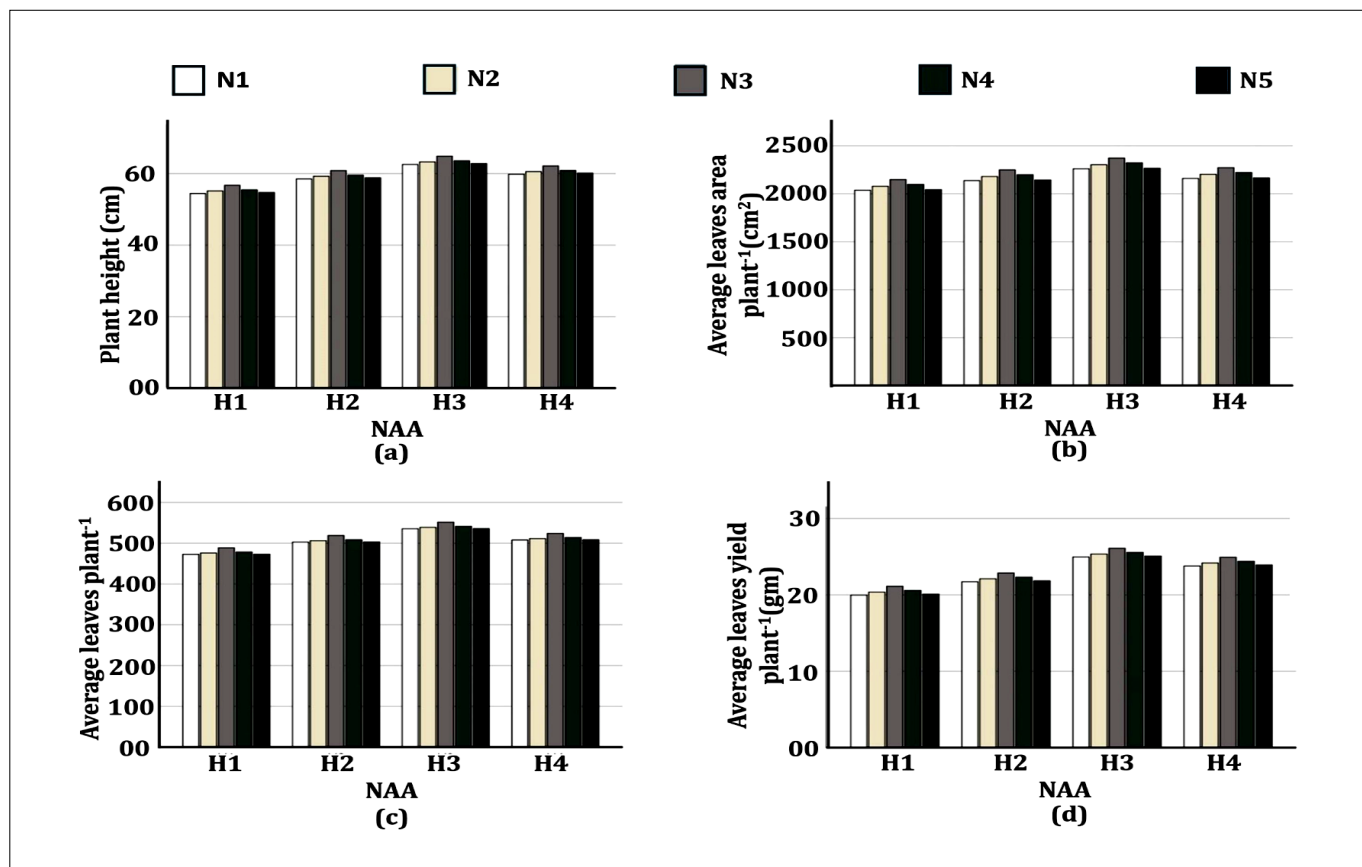 N1 N2 N3 N4 N5
Plant height (cm)
60
40
20
00
H1 H2 H3 H4
NAA
(a)
Average leaves area
plant⁻¹(cm²)
2500
2000
1500
1000
500
H1 H2 H3 H4
NAA
(b)
Average leaves plant⁻¹
600
500
400
300
200
100
00
H1 H2 H3 H4
NAA
(c)
Average leaves yield
plant⁻¹(gm)
30
20
10
00
H1 H2 H3 H4
NAA
(d)